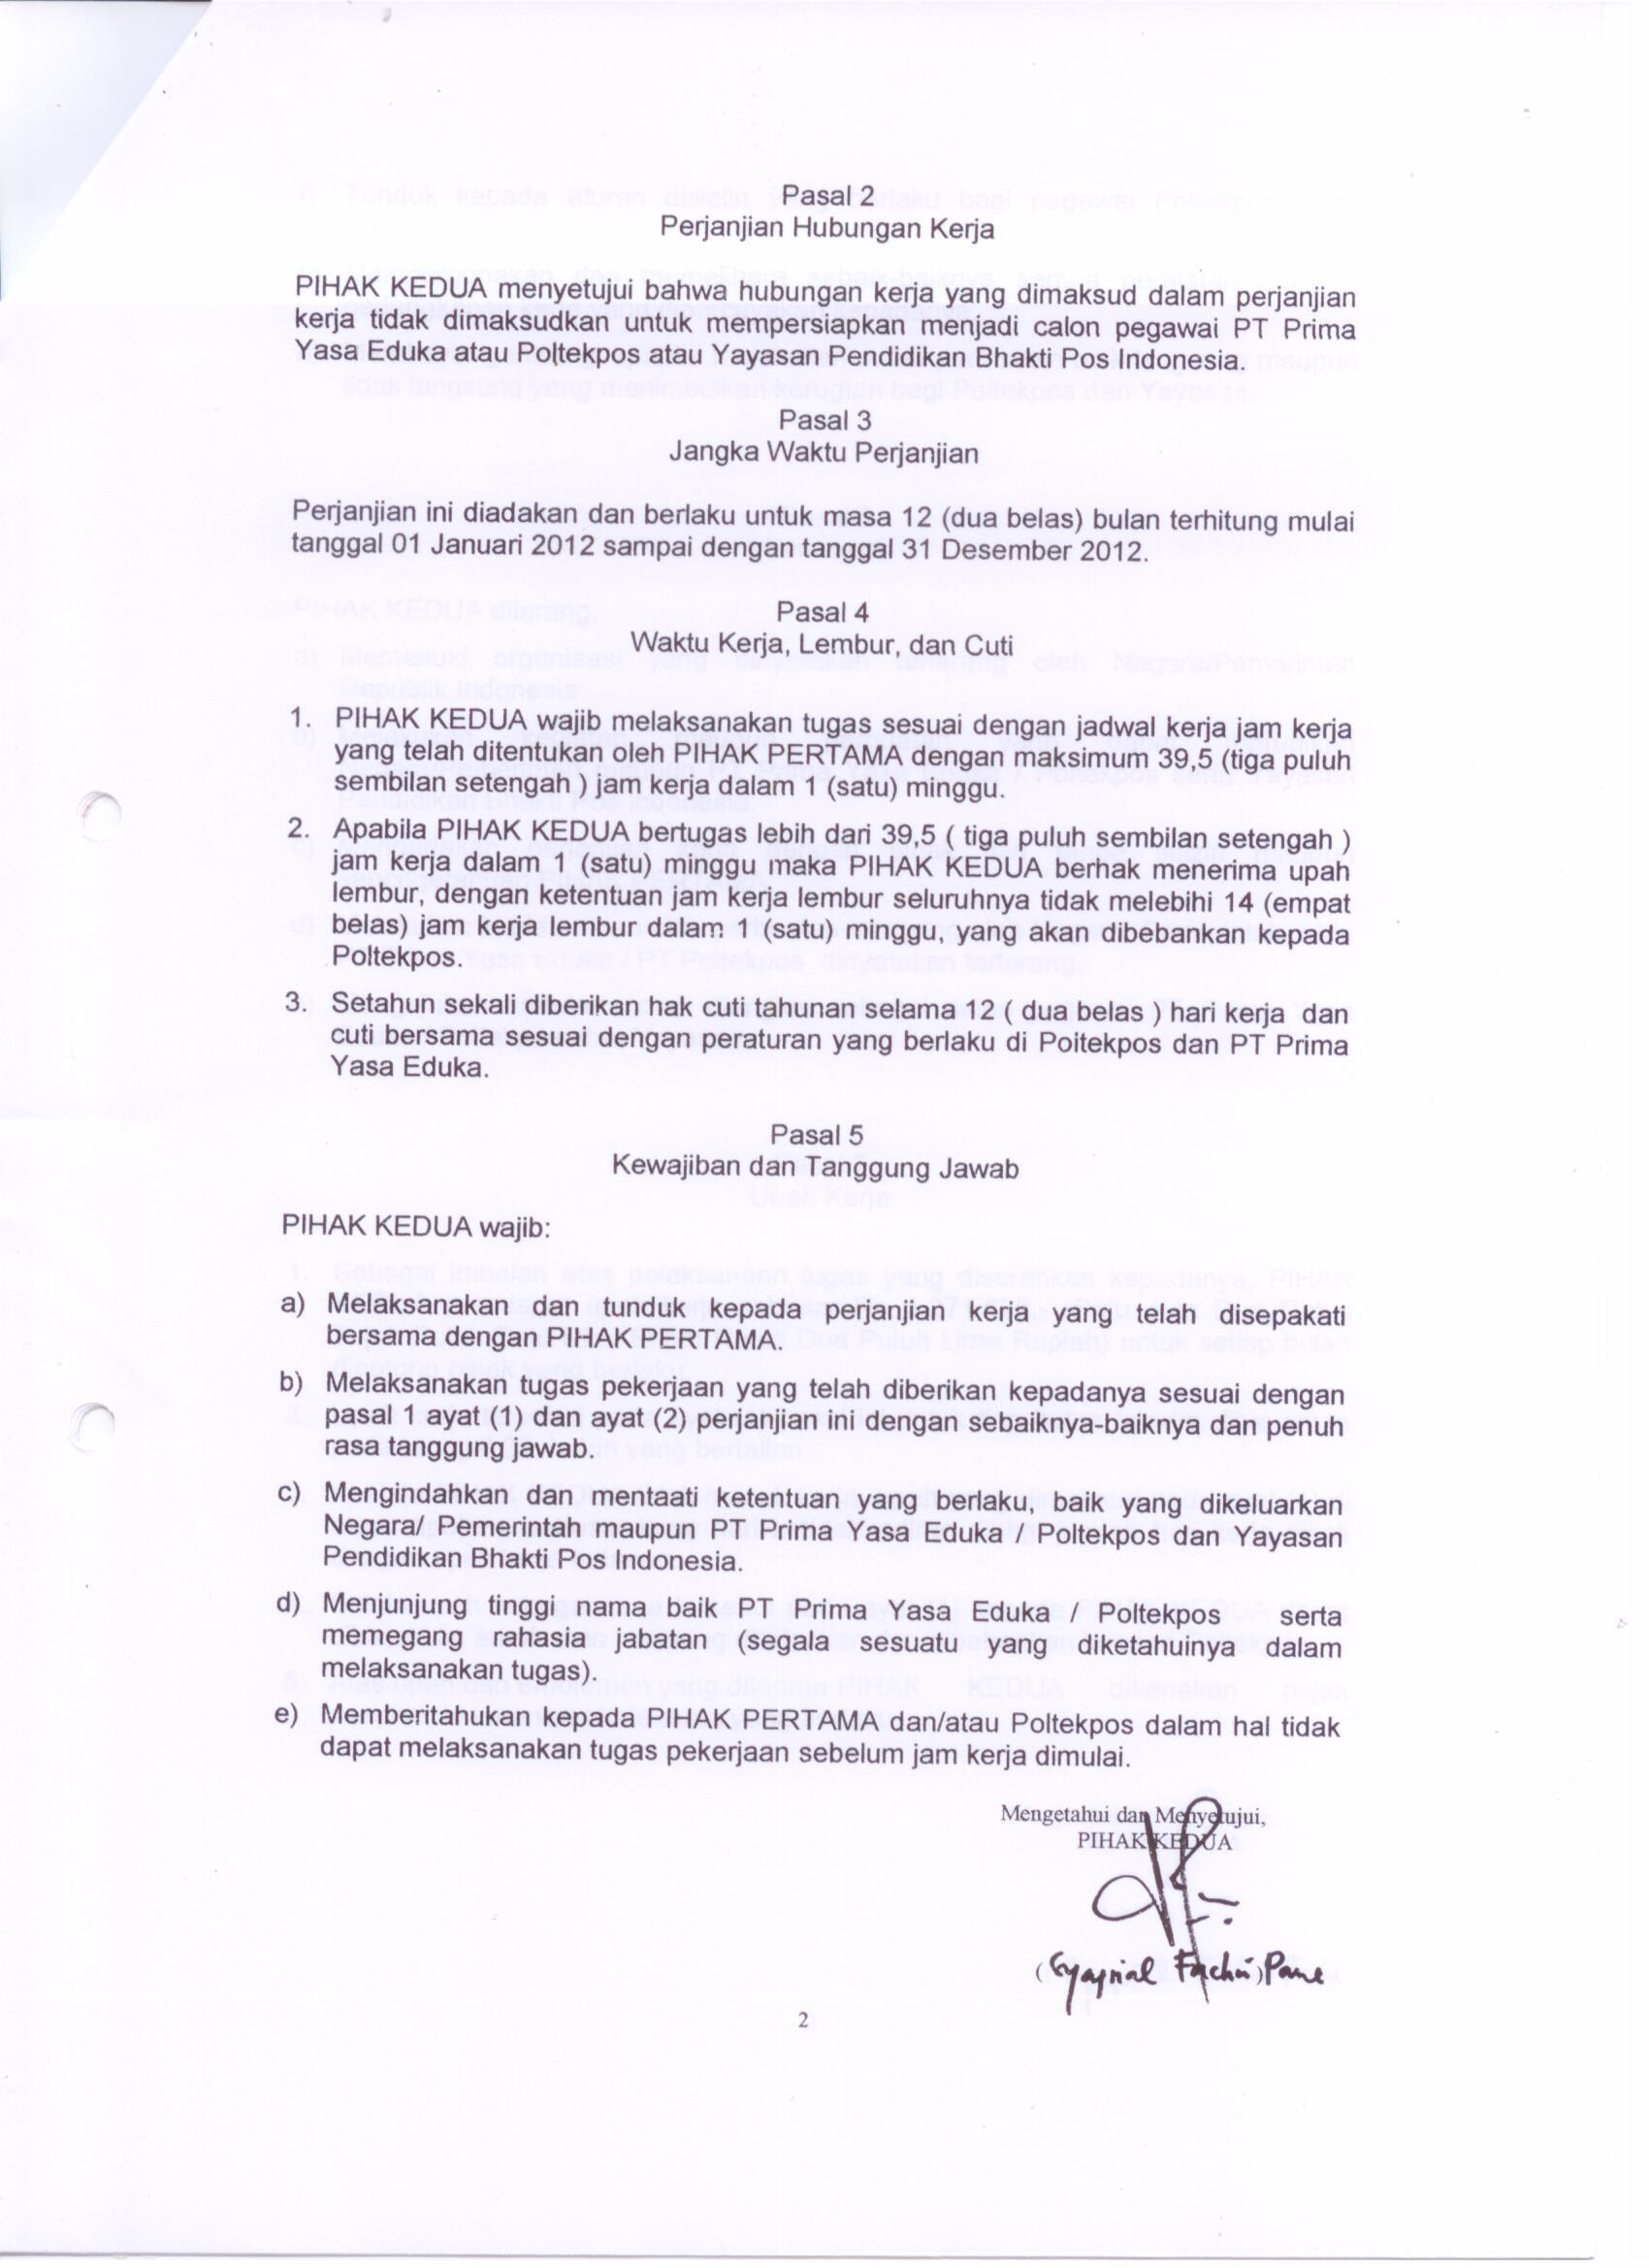 Pasal 2
Perjanjian Hubungan Kerja
PIHAK KEDUA menyetujui bahwa hubungan kerja yang dimaksud dalam perjanjian
kerja tidak dimaksudkan untuk mempersiapkan menjadi calon pegawai PT Prima
Yasa Eduka atau Poltekpos atau Yayasan Pendidikan Bhakti Pos Indonesia.
Pasal 3
Jangka Waktu Perjanjian
Perjanjian ini diadakan dan berlaku untuk masa 12 (dua belas) bulan terhitung mulai
tanggal 01 Januari 2012 sampai dengan tanggal 31 Desember 2012.
Pasal 4
Waktu Kerja, Lembur, dan Cuti
1. PIHAK KEDUA wajib melaksanakan tugas sesuai dengan jadwal kerja jam kerja
yang telah ditentukan oleh PIHAK PERTAMA dengan maksimum 39,5 (tiga puluh
sembilan setengah ) jam kerja dalam 1 (satu) minggu.
2. Apabila PIHAK KEDUA bertugas lebih dari 39,5 ( tiga puluh sembilan setengah )
jam kerja dalam 1 (satu) minggu maka PIHAK KEDUA berhak menerima upah
lembur, dengan ketentuan jam kerja lembur seluruhnya tidak melebihi 14 (empat
belas) jam kerja lembur dalam 1 (satu) minggu, yang akan dibebankan kepada
Poltekpos.
3. Setahun sekali diberikan hak cuti tahunan selama 12 ( dua belas ) hari kerja dan
cuti bersama sesuai dengan peraturan yang berlaku di Poltekpos dan PT Prima
Yasa Eduka.
Pasal 5
Kewajiban dan Tanggung Jawab
PIHAK KEDUA wajib:
a) Melaksanakan dan tunduk kepada perjanjian kerja yang telah disepakati
bersama dengan PIHAK PERTAMA.
b) Melaksanakan tugas pekerjaan yang telah diberikan kepadanya sesuai dengan
pasal 1 ayat (1) dan ayat (2) perjanjian ini dengan sebaiknya-baiknya dan penuh
rasa tanggung jawab.
c) Mengindahkan dan mentaati ketentuan yang berlaku, baik yang dikeluarkan
Negara/ Pemerintah maupun PT Prima Yasa Eduka / Poltekpos dan Yayasan
Pendidikan Bhakti Pos Indonesia.
d) Menjunjung tinggi nama baik PT Prima Yasa Eduka / Poltekpos serta
memegang rahasia jabatan (segala sesuatu yang diketahuinya dalam
melaksanakan tugas).
e) Memberitahukan kepada PIHAK PERTAMA dan/atau Poltekpos dalam hal tidak
dapat melaksanakan tugas pekerjaan sebelum jam kerja dimulai.
Mengetahui dan Menyetujui,
PIHAK KEDUA
( Fachri) Pane
2